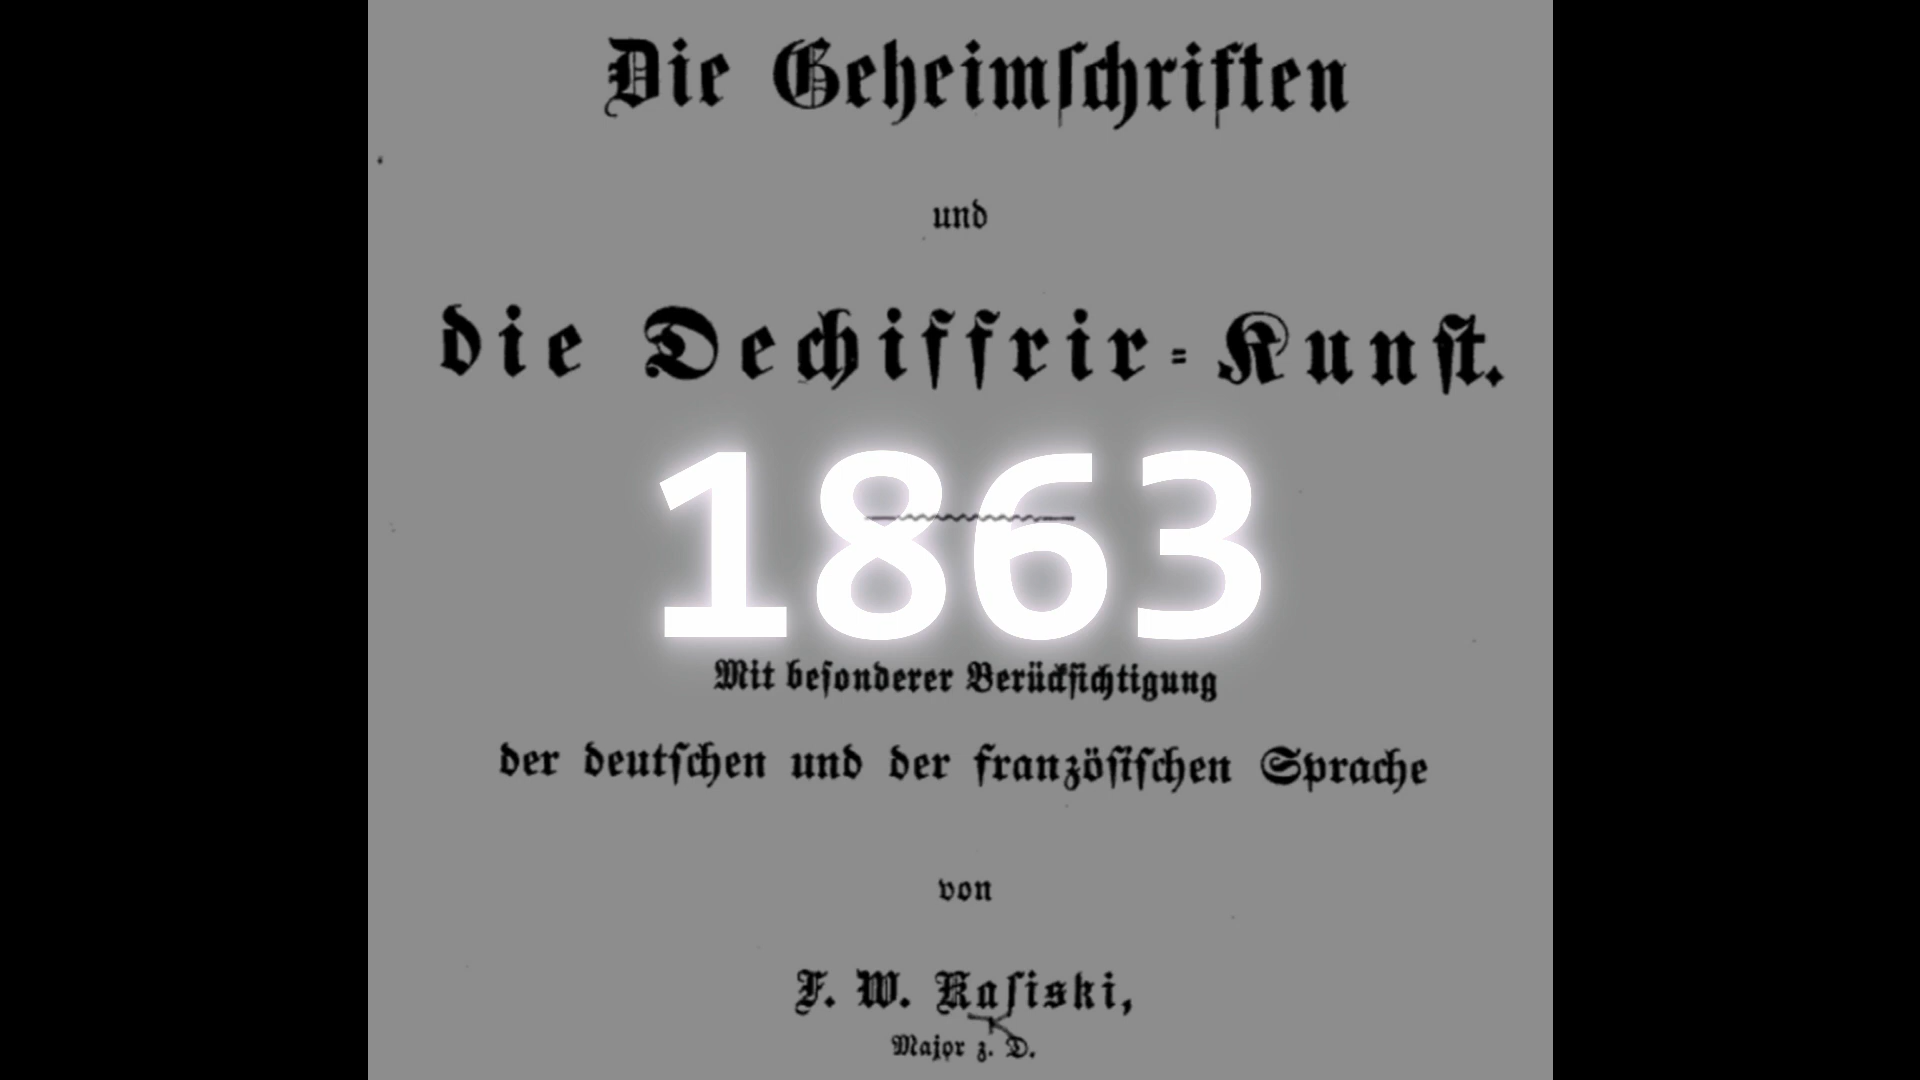 Die Geheimſchriften
und
die Dechiffrir-Kunſt.
1863
Mit beſonderer Berückſichtigung
der deutſchen und der franzöſiſchen Sprache
von
F. W. Kaſiski,
Major z. D.